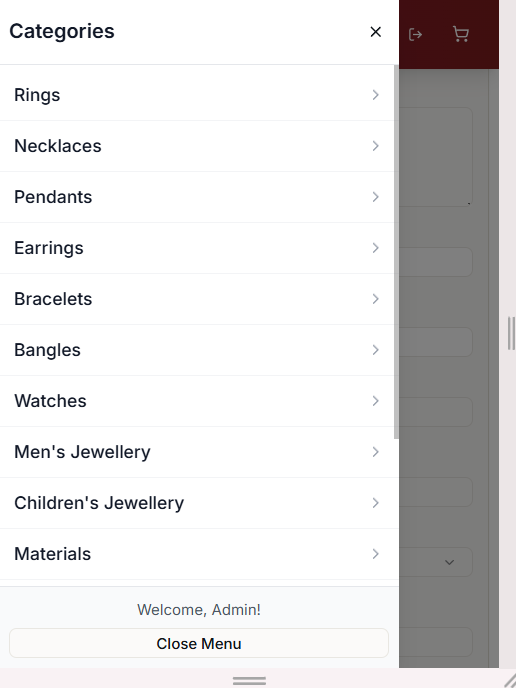 Categories
Rings
Necklaces
Pendants
Earrings
Bracelets
Bangles
Watches
Men's Jewellery
Children's Jewellery
Materials
Welcome, Admin!
Close Menu